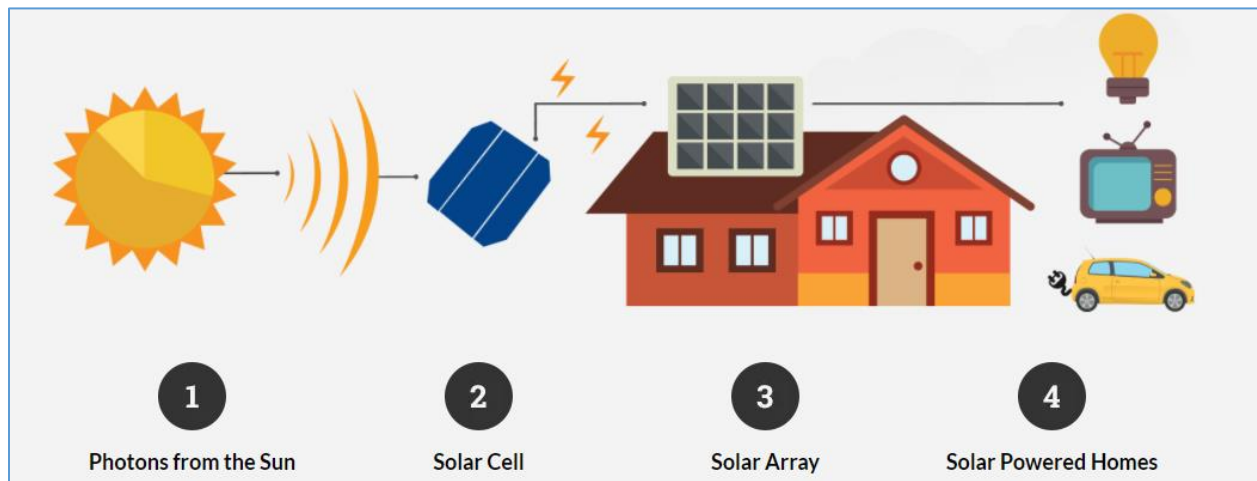 1
2
3
4
Photons from the Sun
Solar Cell
Solar Array
Solar Powered Homes